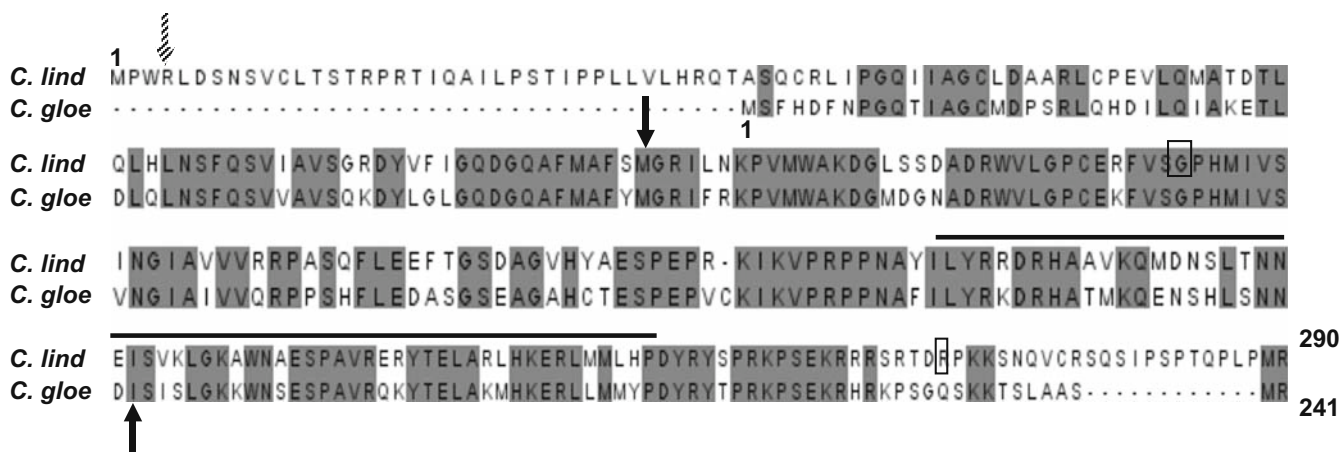 1
C. lind MPWRLDSNSVCLTSTRPRTIQAILPSTIPPLLVLHRQTASQCRLIPGQIIAGCLDAARLCPEVLQMATDTL
C. gloe --------------------------------------MSFHDFNPGQTIAGCMDPSRLQHDILQIAKETL
1
C. lind QLHLNSFQSVIAVSGRDYVFIGQDGQAFMAFSMGRILNKPVMWAKDGLSSDADRWVLGPCERFVSGPHMIVS
C. gloe DLQLNSFQSVVAVSQKDYLGLGQDGQAFMAFYMGRIFRKPVMWAKDGMDGNADRWVLGPCEKFVSGPHMIVS
C. lind INGIAVVVRRPASQFLEEFTGSDAGVHYAESPEPR-KIKVPRPPNAYILYRRDRHAAVKQMDNSLTNN
C. gloe VNGIAIVVQRPPSHFLEDASGSEAGAHCTESPEPVCKIKVPRPPNAFILYRKDRHATMKQENSHLSNN
C. lind EISVKLGKAWNAESPAVRERYTELARLHKERLMMLHPDYRYSPRKPSEKRRRSRTDRPKKSNQVCRSQSIPSPTQPLPMR 290
C. gloe DISISLGKKWNSESPAVRQKYTELAKMHKERLLMMYPDYRYTPRKPSEKRHRKPSGQSKKTSLAAS------------MR 241